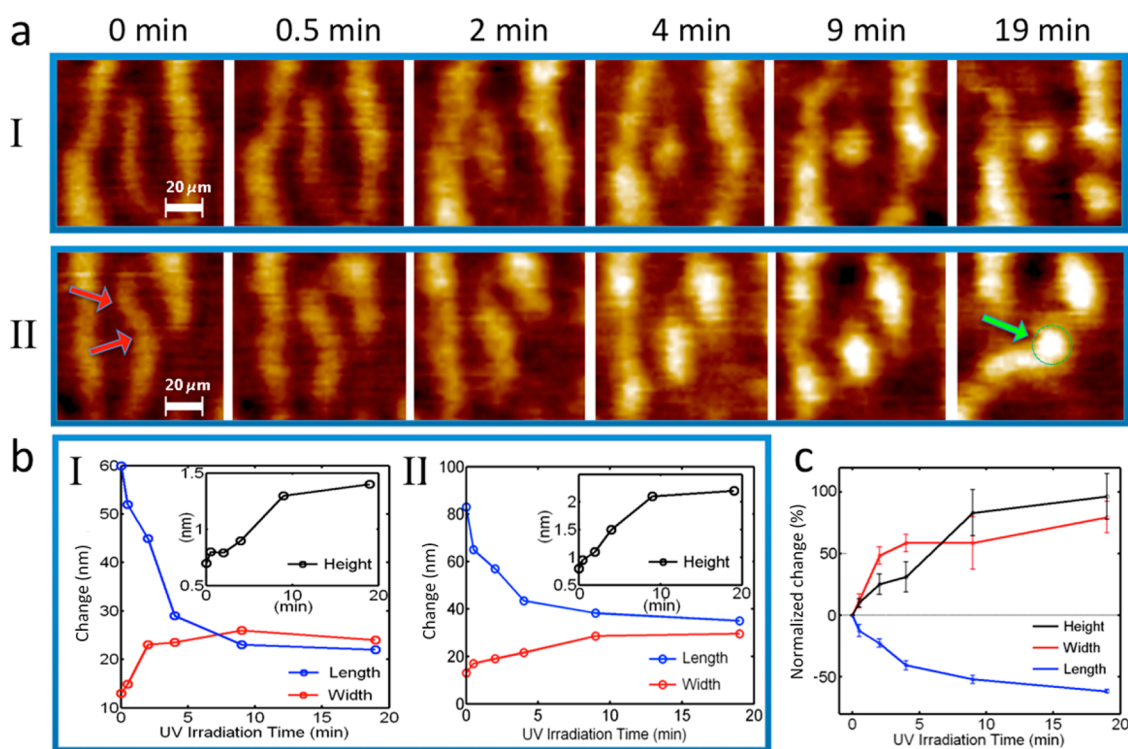 a
0 min 0.5 min 2 min 4 min 9 min 19 min
I
20 μm
II
20 μm
b
I
60
50
40
30
20
10
Change (nm)
0 5 10 15 20
UV Irradiation Time (min)
1.5
1
0.5
(nm)
0 10 20
(min)
Height
Length
Width
II
100
80
60
40
20
0
Change (nm)
0 5 10 15 20
UV Irradiation Time (min)
2
1.5
1
0.5
(nm)
0 10 20
(min)
Height
Length
Width
c
100
50
0
-50
Normalized change (%)
0 5 10 15 20
UV Irradiation Time (min)
Height
Width
Length